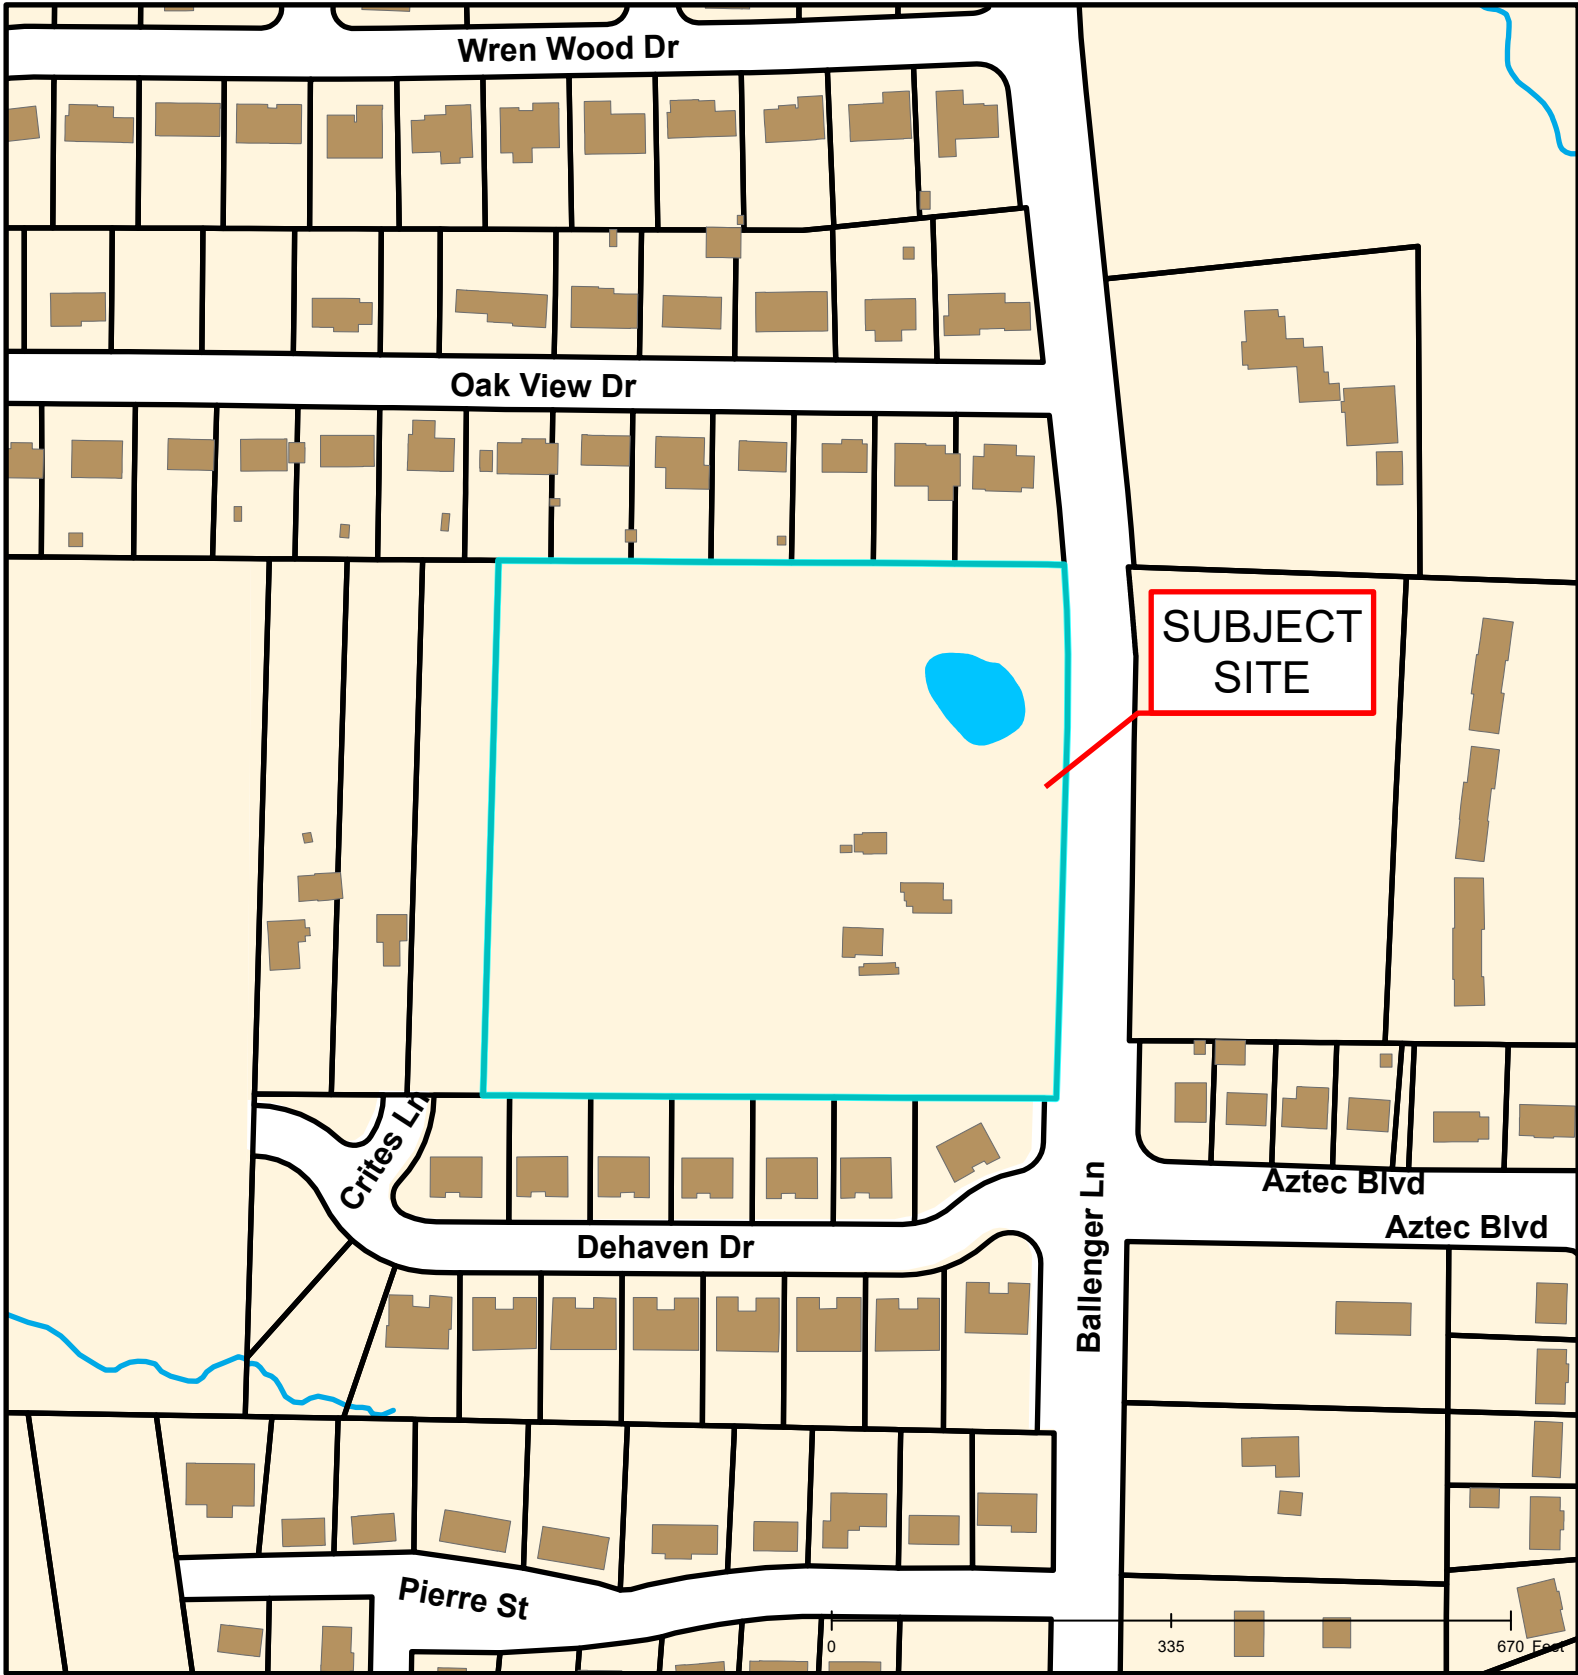 Wren Wood Dr
Oak View Dr
SUBJECT
SITE
Crites Ln
Aztec Blvd
Aztec Blvd
Dehaven Dr
Ballenger Ln
Pierre St
0
335
670 Feet